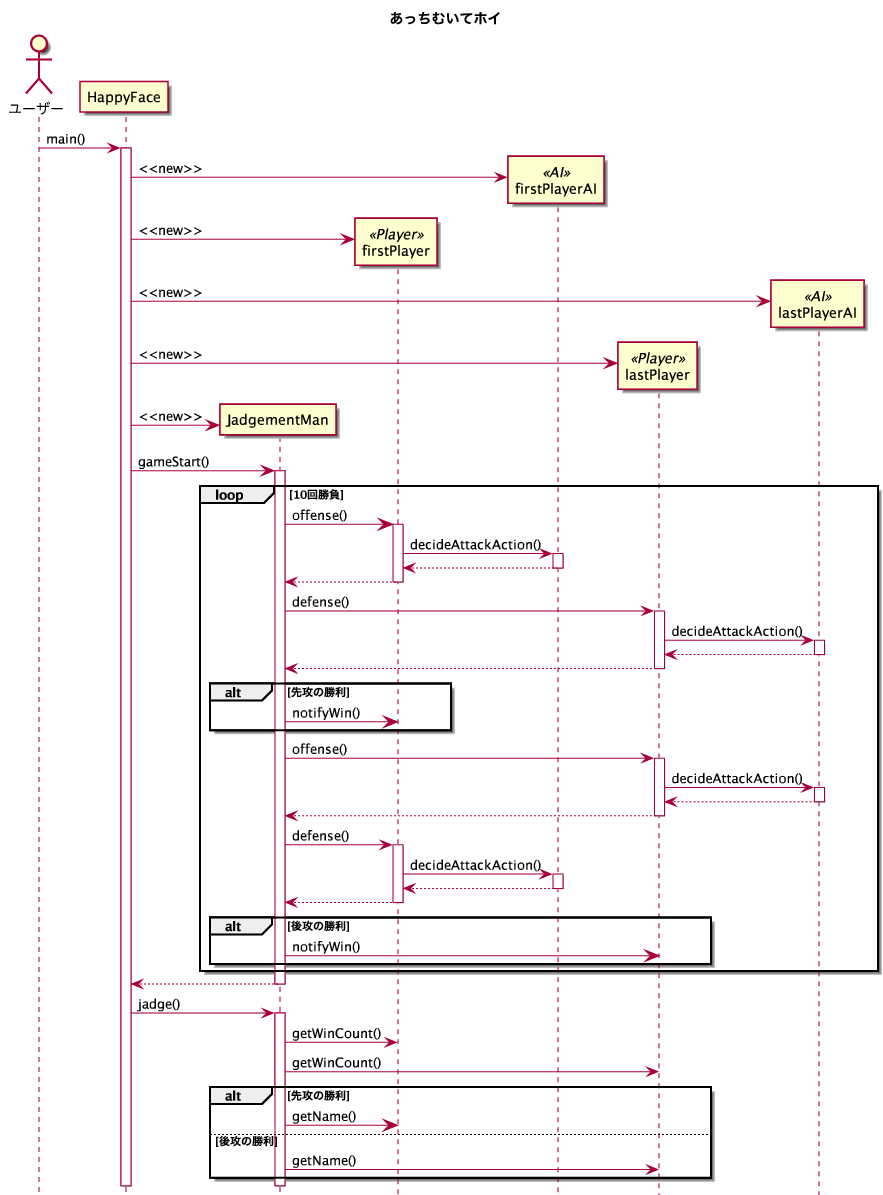 あっちむいてホイ
ユーザー
HappyFace
main()
<<new>>
«AI»
firstPlayerAI
<<new>>
«Player»
firstPlayer
<<new>>
«AI»
lastPlayerAI
<<new>>
«Player»
lastPlayer
<<new>>
JadgementMan
gameStart()
loop [10回勝負]
offense()
decideAttackAction()
defense()
decideAttackAction()
alt [先攻の勝利]
notifyWin()
offense()
decideAttackAction()
defense()
decideAttackAction()
alt [後攻の勝利]
notifyWin()
jadge()
getWinCount()
getWinCount()
alt [先攻の勝利]
getName()
[後攻の勝利]
getName()